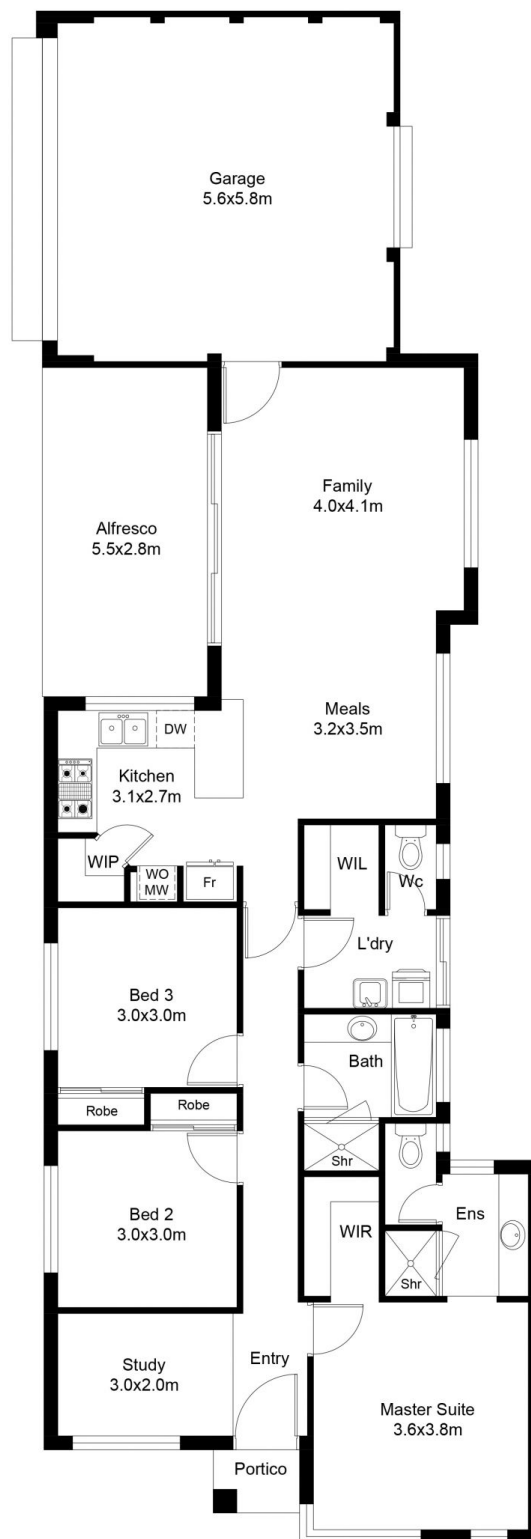 Garage
5.6x5.8m
Family
4.0x4.1m
Alfresco
5.5x2.8m
Meals
3.2x3.5m
DW
Kitchen
3.1x2.7m
WIP
WO
MW
Fr
WIL
Wc
L'dry
Bed 3
3.0x3.0m
Bath
Robe
Robe
Shr
Bed 2
3.0x3.0m
WIR
Ens
Shr
Study
3.0x2.0m
Entry
Master Suite
3.6x3.8m
Portico